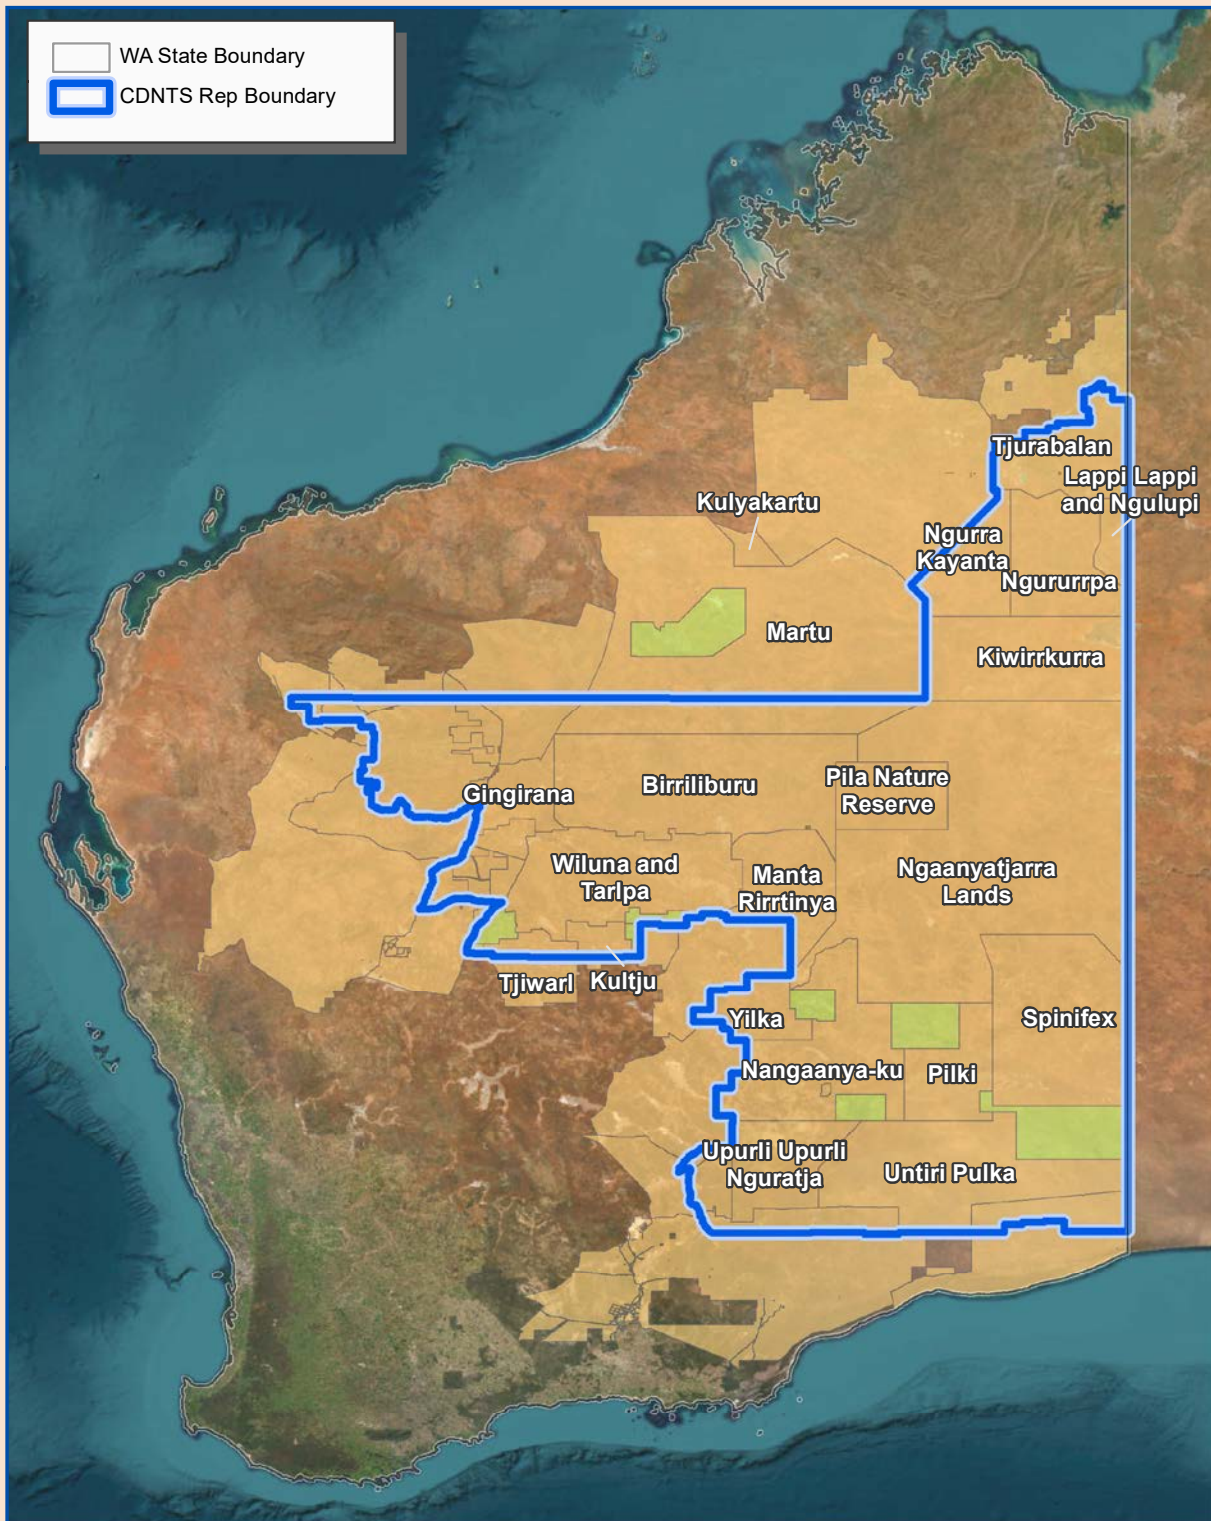 WA State Boundary
CDNTS Rep Boundary
Tjurabalan
Lappi Lappi
and Ngulupi
Kulyakartu
Ngurra
Kayanta
Ngururrpa
Martu
Kiwirrkurra
Gingirana
Birriliburu
Pila Nature
Reserve
Wiluna and
Tarlpa
Manta
Rirrtinya
Ngaanyatjarra
Lands
Tjiwarl
Kultju
Yilka
Spinifex
Nangaanya-ku
Pilki
Upurli Upurli
Nguratja
Untiri Pulka